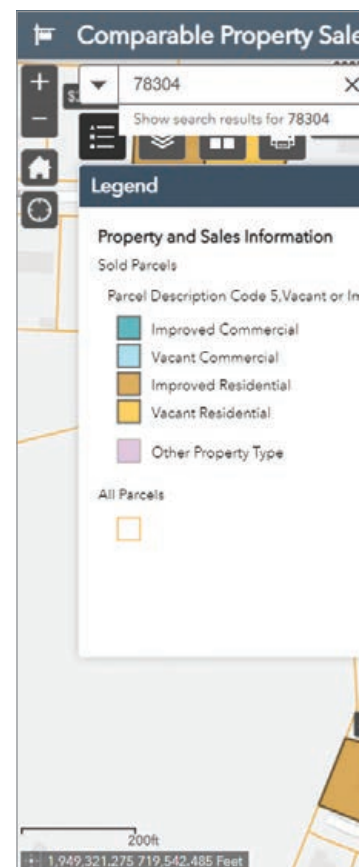 Comparable Property Sale
78304
Show search results for 78304
Legend
Property and Sales Information
Sold Parcels
Parcel Description Code 5,Vacant or Im
Improved Commercial
Vacant Commercial
Improved Residential
Vacant Residential
Other Property Type
All Parcels
200ft
1,949,321.275 719,542.485 Feet